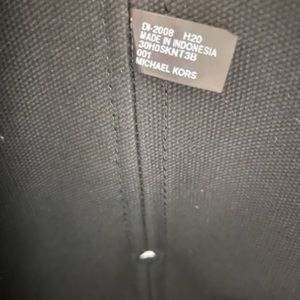 DI-2008 H20
MADE IN INDONESIA
30H0SKNT3B
001
MICHAEL KORS